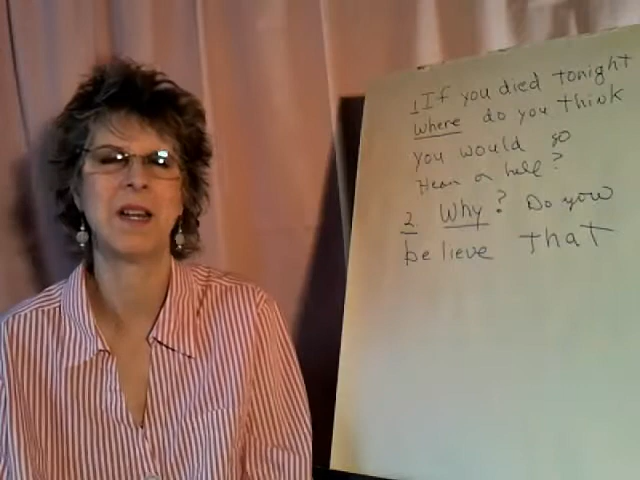 1 If you died tonight
where do you think
you would go
Hean or hell?
2 Why? Do you
believe that